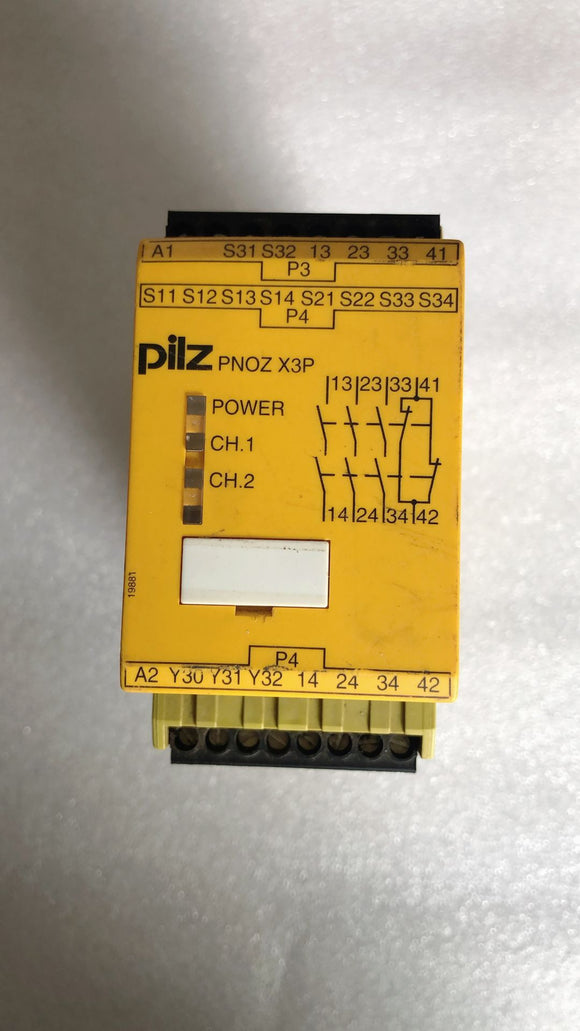 A1 S31 S32 13 23 33 41
P3
S11 S12 S13 S14 S21 S22 S33 S34
P4
pilz PNOZ X3P
13 23 33 41
POWER
CH.1
CH.2
14 24 34 42
19881
P4
A2 Y30 Y31 Y32 14 24 34 42